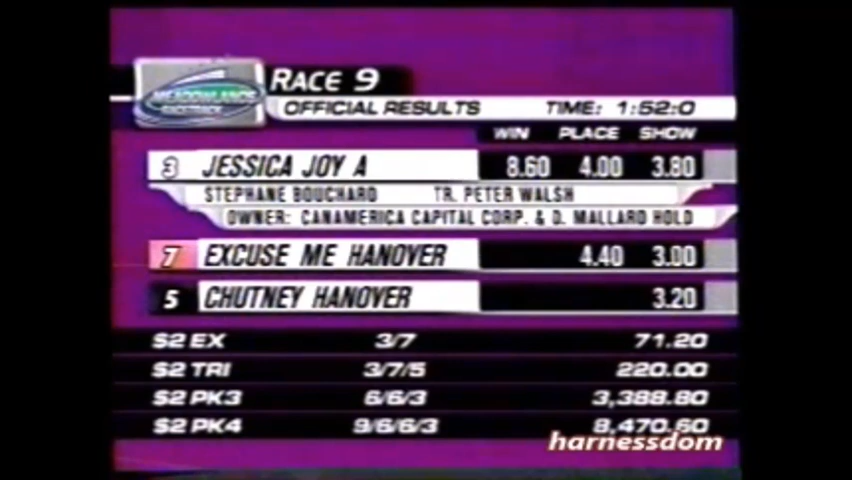 MEADOWLANDS
RACETRACK
RACE 9
OFFICIAL RESULTS TIME: 1:52:0
WIN PLACE SHOW
3 JESSICA JOY A 8.60 4.00 3.80
STEPHANE BOUCHARD TR. PETER WALSH
OWNER: CANAMERICA CAPITAL CORP. & D. MALLARD HOLD
7 EXCUSE ME HANOVER 4.40 3.00
5 CHUTNEY HANOVER 3.20
$2 EX 3/7 71.20
$2 TRI 3/7/5 220.00
$2 PK3 6/6/3 3,388.80
$2 PK4 9/6/6/3 8,470.60
harnessdom